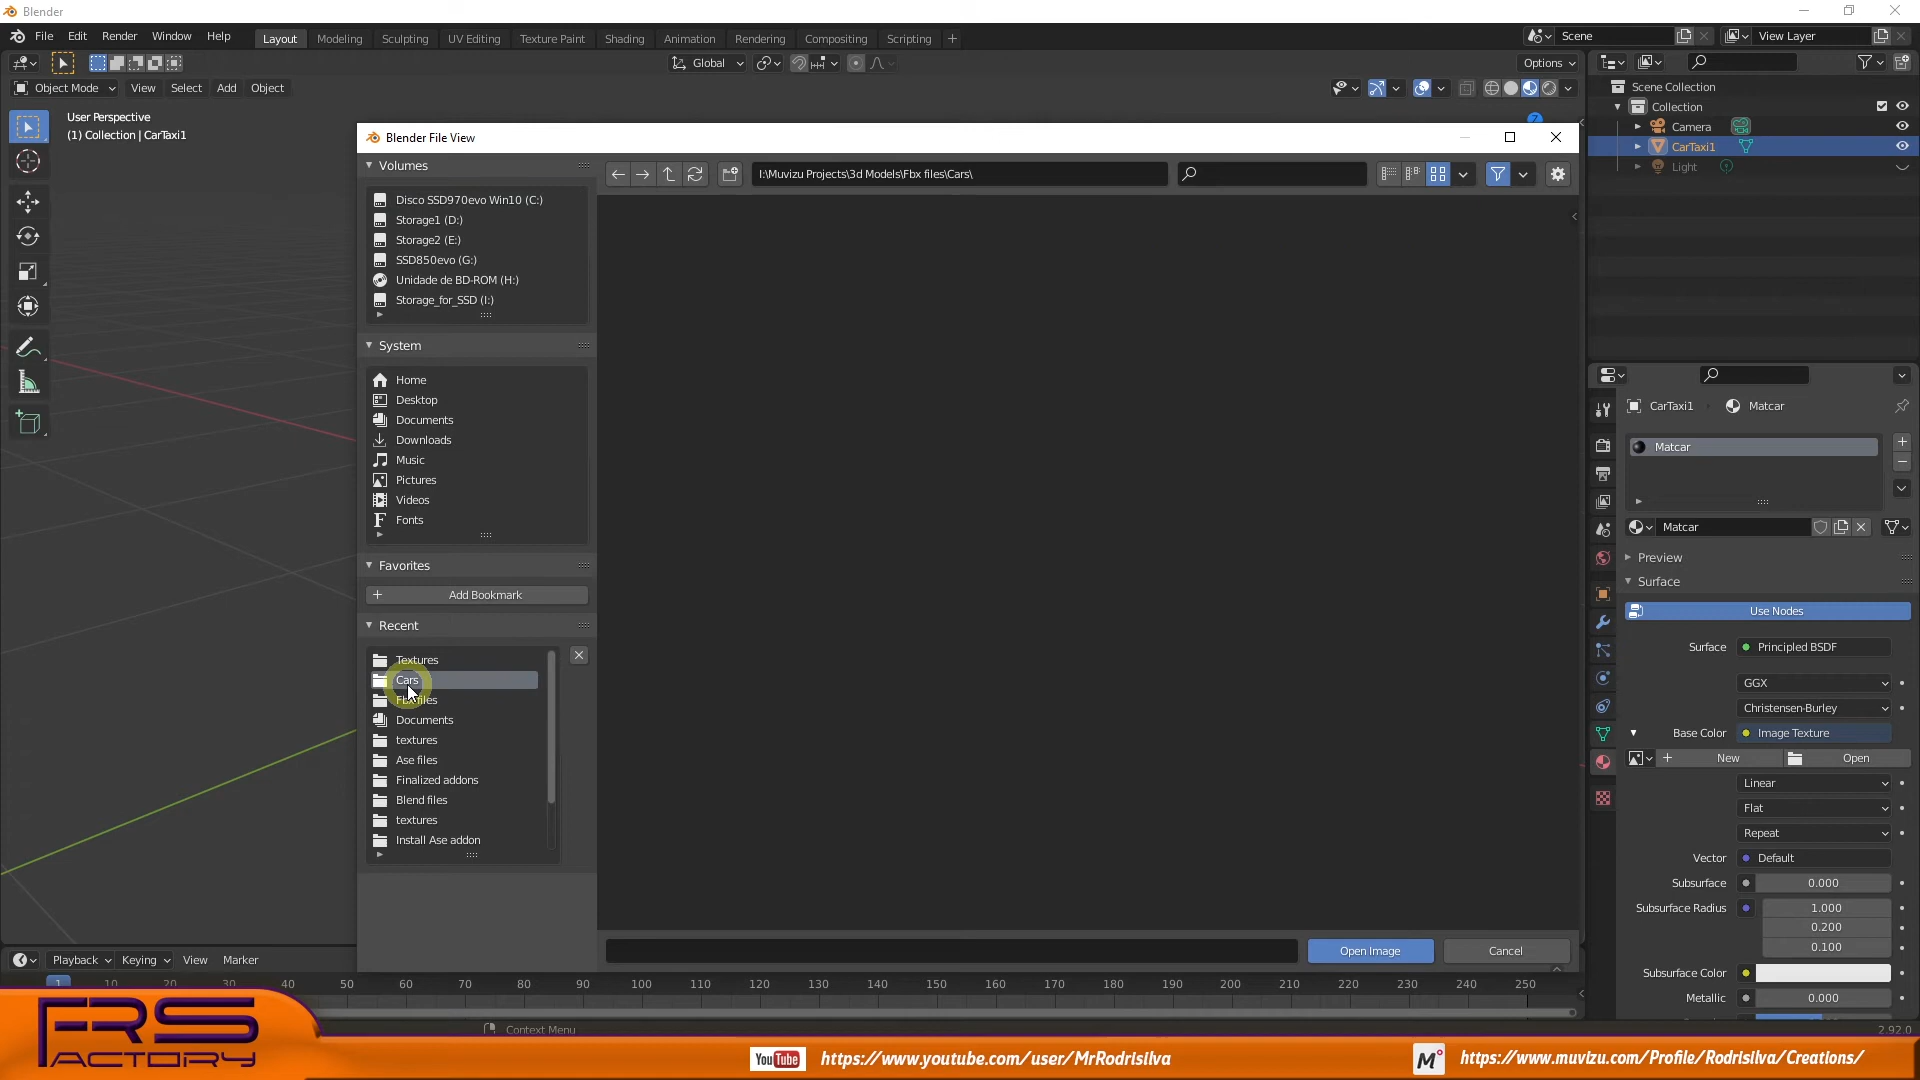 Blender
File Edit Render Window Help Layout Modeling Sculpting UV Editing Texture Paint Shading Animation Rendering Compositing Scripting + Scene View Layer
Global Options
Object Mode View Select Add Object
User Perspective
(1) Collection | CarTaxi1
Scene Collection
Collection
Camera
CarTaxi1
Light
Blender File View
Volumes
I:\Muvizu Projects\3d Models\Fbx files\Cars\
Disco SSD970evo Win10 (C:)
Storage1 (D:)
Storage2 (E:)
SSD850evo (G:)
Unidade de BD-ROM (H:)
Storage_for_SSD (I:)
System
Home
Desktop
Documents
Downloads
Music
Pictures
Videos
Fonts
Favorites
Add Bookmark
Recent
Textures
Cars
Fbx files
Documents
textures
Ase files
Finalized addons
Blend files
textures
Install Ase addon
Open Image Cancel
CarTaxi1 Matcar
Matcar
Matcar
Preview
Surface
Use Nodes
Surface Principled BSDF
GGX
Christensen-Burley
Base Color Image Texture
New Open
Linear
Flat
Repeat
Vector Default
Subsurface 0.000
Subsurface Radius 1.000
0.200
0.100
Subsurface Color
Metallic 0.000
Playback Keying View Marker
1 10 20 30 40 50 60 70 80 90 100 110 120 130 140 150 160 170 180 190 200 210 220 230 240 250
Context Menu
2.92.0
FRS
FACTORY
YouTube https://www.youtube.com/user/MrRodrisilva
M https://www.muvizu.com/Profile/Rodrisilva/Creations/